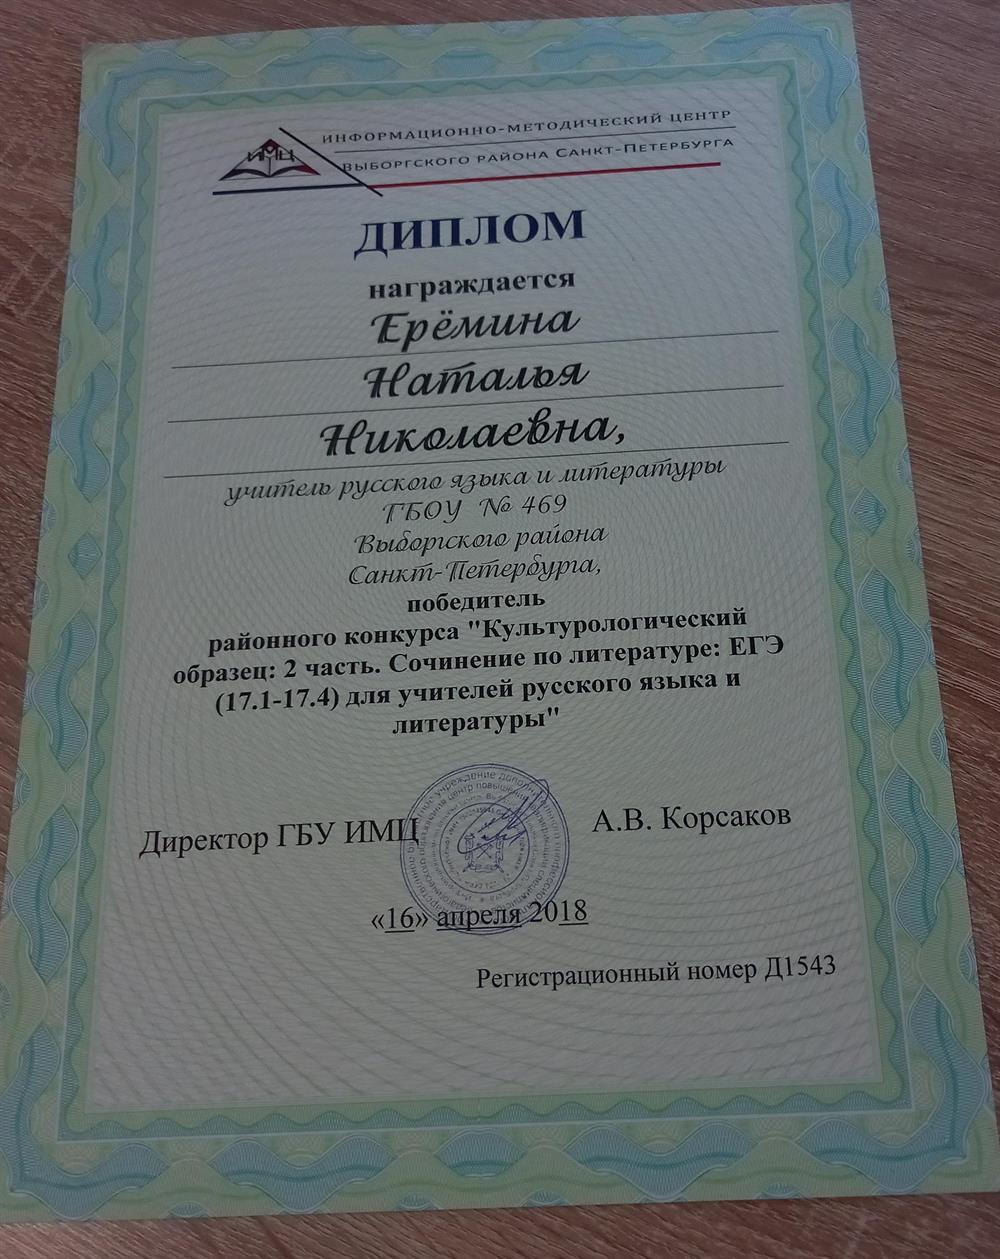 ИМЦ
ИНФОРМАЦИОННО-МЕТОДИЧЕСКИЙ ЦЕНТР
ВЫБОРГСКОГО РАЙОНА САНКТ-ПЕТЕРБУРГА
ДИПЛОМ
награждается
Ерёмина
Наталья
Николаевна,
учитель русского языка и литературы
ГБОУ № 469
Выборгского района
Санкт-Петербурга,
победитель
районного конкурса "Культурологический
образец: 2 часть. Сочинение по литературе: ЕГЭ
(17.1-17.4) для учителей русского языка и
литературы"
Директор ГБУ ИМЦ А.В. Корсаков
«16» апреля 2018
Регистрационный номер Д1543